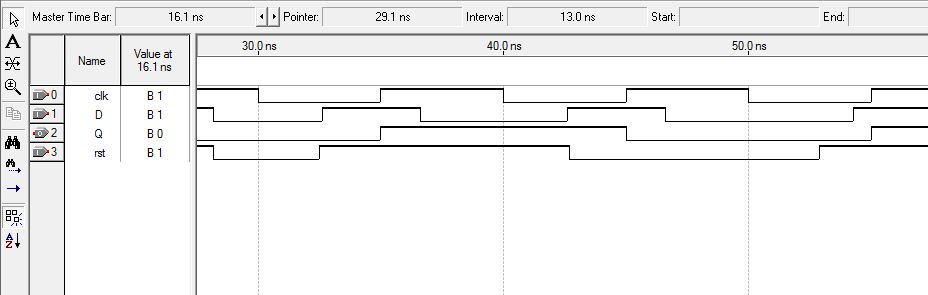 Master Time Bar: 16.1 ns Pointer: 29.1 ns Interval: 13.0 ns Start: End:
A
Name Value at 16.1 ns 30.0 ns 40.0 ns 50.0 ns
0 clk B 1
1 D B 1
2 Q B 0
3 rst B 1
A
Z